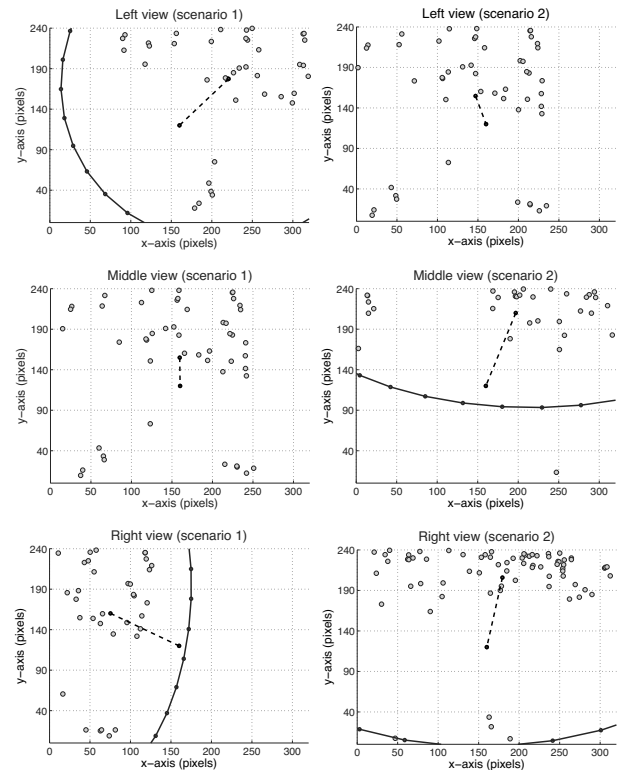 Left view (scenario 1)
240
190
140
90
40
0 50 100 150 200 250 300
x−axis (pixels)
y−axis (pixels)
Left view (scenario 2)
240
190
140
90
40
0 50 100 150 200 250 300
x−axis (pixels)
y−axis (pixels)
Middle view (scenario 1)
240
190
140
90
40
0 50 100 150 200 250 300
x−axis (pixels)
y−axis (pixels)
Middle view (scenario 2)
240
190
140
90
40
0 50 100 150 200 250 300
x−axis (pixels)
y−axis (pixels)
Right view (scenario 1)
240
190
140
90
40
0 50 100 150 200 250 300
x−axis (pixels)
y−axis (pixels)
Right view (scenario 2)
240
190
140
90
40
0 50 100 150 200 250 300
x−axis (pixels)
y−axis (pixels)